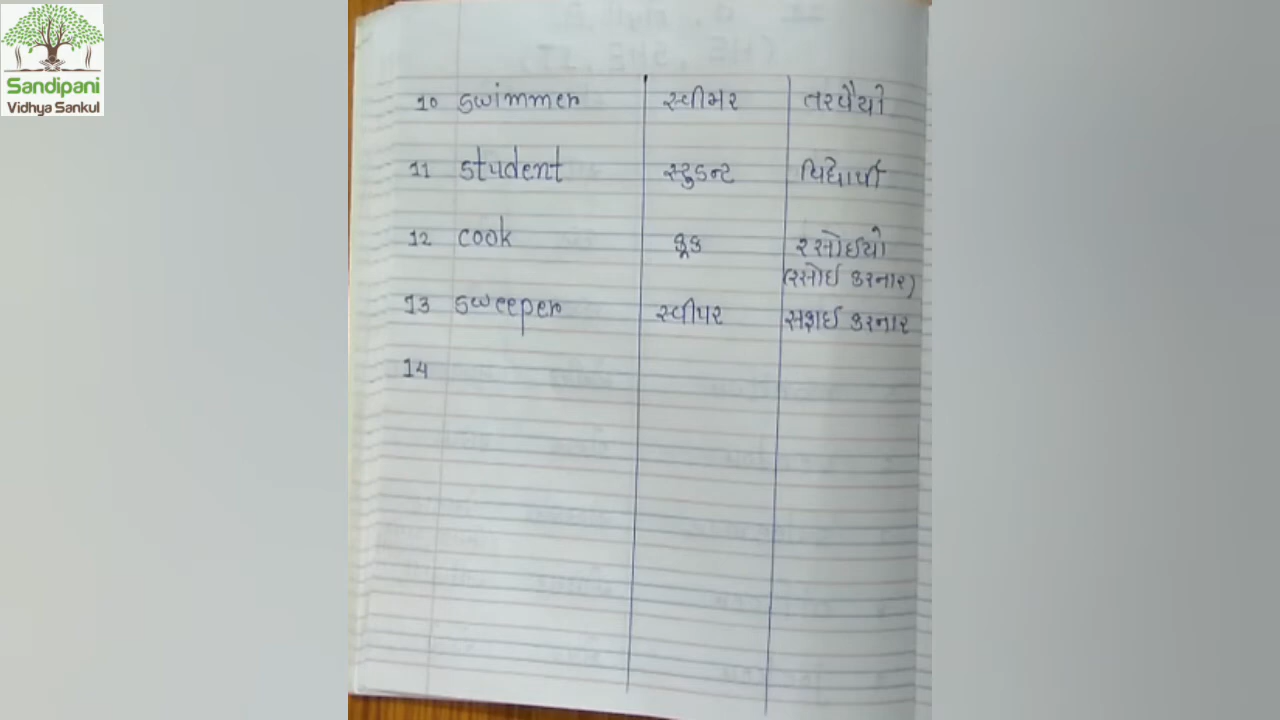 Sandipani
Vidhya Sankul
10 swimmer સ્વીમર તરવૈયો
11 student સ્ટુડન્ટ વિદ્યાર્થી
12 cook કૂક રસોઈયો
(રસોઈ કરનાર)
13 sweeper સ્વીપર સફાઈ કરનાર
14